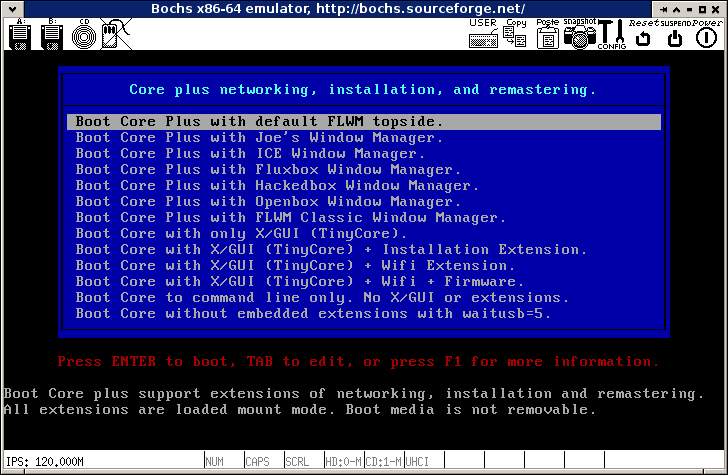 Bochs x86-64 emulator, http://bochs.sourceforge.net/
A: B: CD USER Copy Paste snapshot CONFIG Reset SUSPEND Power
Core plus networking, installation, and remastering.
Boot Core Plus with default FLWM topside.
Boot Core Plus with Joe's Window Manager.
Boot Core Plus with ICE Window Manager.
Boot Core Plus with Fluxbox Window Manager.
Boot Core Plus with Hackedbox Window Manager.
Boot Core Plus with Openbox Window Manager.
Boot Core Plus with FLWM Classic Window Manager.
Boot Core with only X/GUI (TinyCore).
Boot Core with X/GUI (TinyCore) + Installation Extension.
Boot Core with X/GUI (TinyCore) + Wifi Extension.
Boot Core with X/GUI (TinyCore) + Wifi + Firmware.
Boot Core to command line only. No X/GUI or extensions.
Boot Core without embedded extensions with waitusb=5.
Press ENTER to boot, TAB to edit, or press F1 for more information.
Boot Core plus support extensions of networking, installation and remastering.
All extensions are loaded mount mode. Boot media is not removable.
IPS: 120.000M NUM CAPS SCRL HD:0-M CD:1-M UHCI